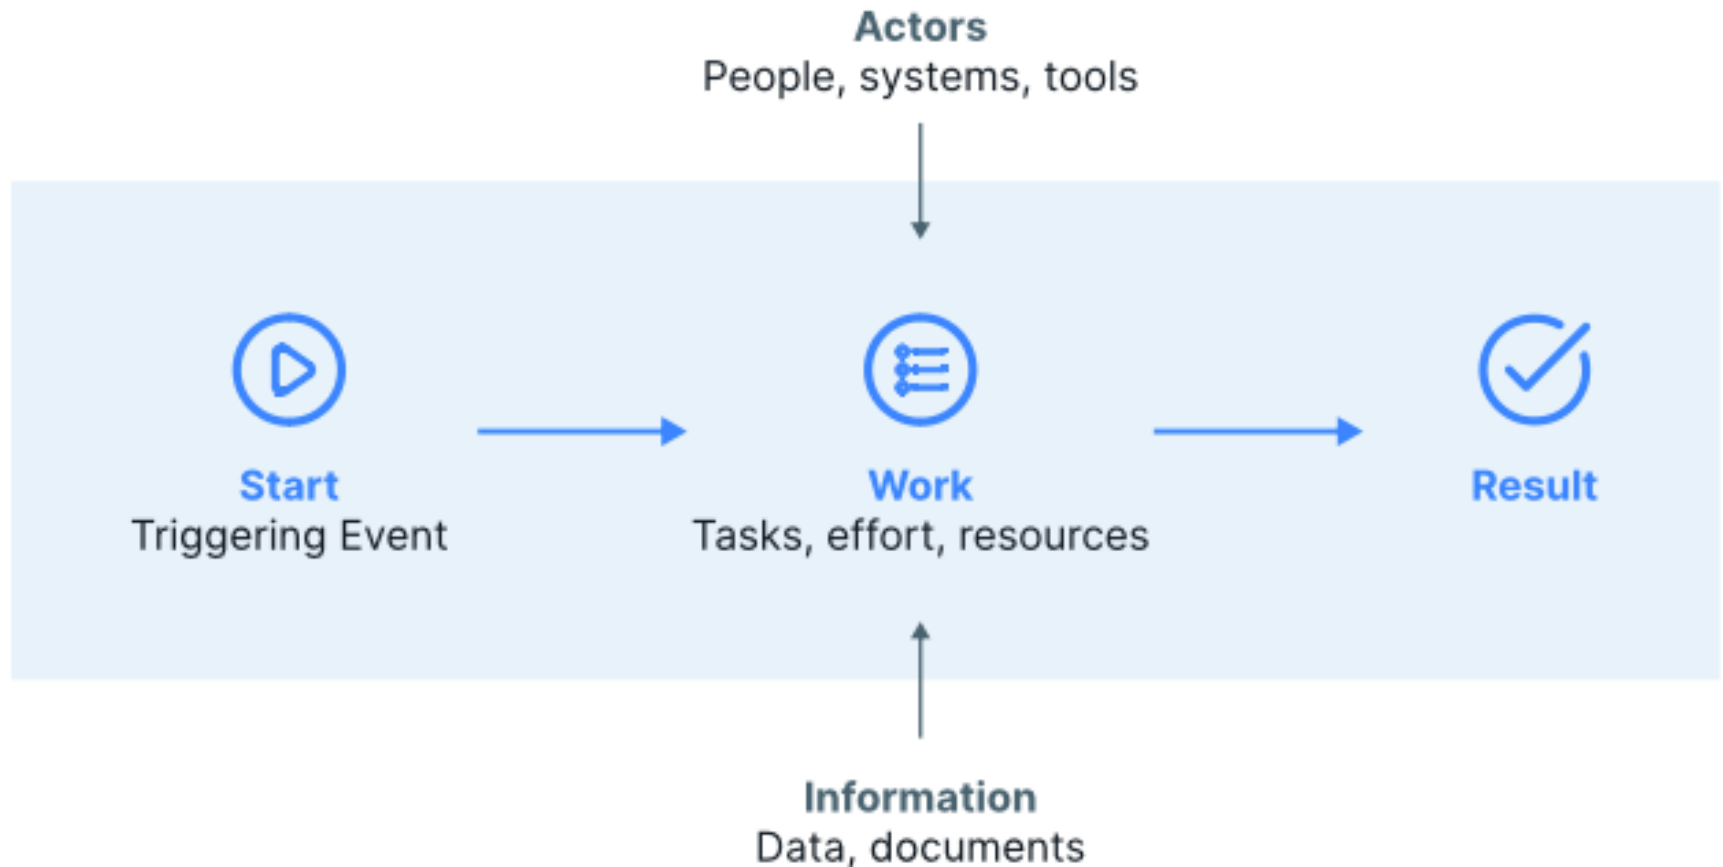 Actors
People, systems, tools
Start
Triggering Event
Work
Tasks, effort, resources
Result
Information
Data, documents